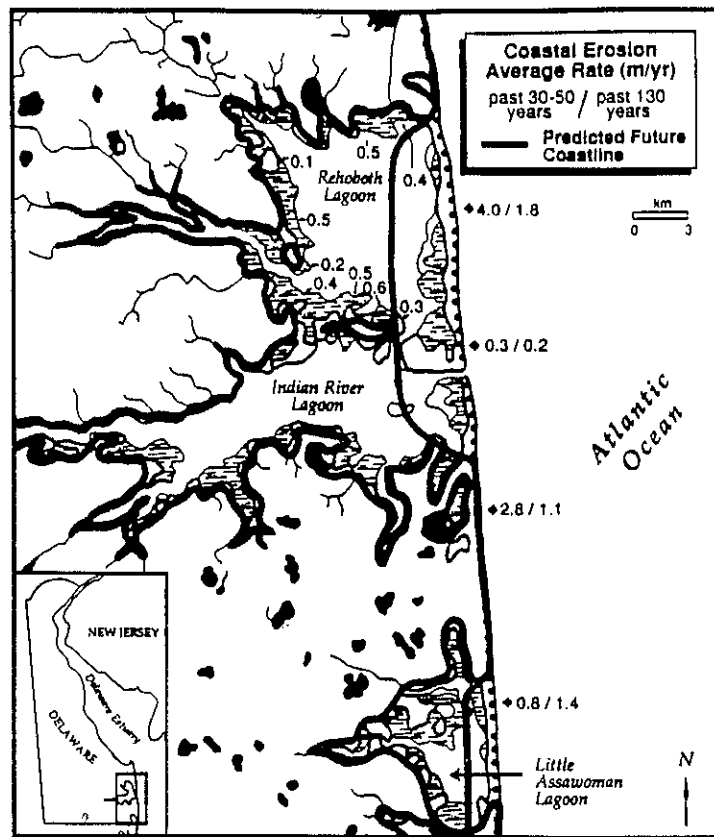 Coastal Erosion
Average Rate (m/yr)
past 30-50 / past 130
years years
Predicted Future
Coastline
km
0 3
0.1
0.5
Rehoboth
Lagoon
0.4
4.0 / 1.8
0.5
0.2
0.5
0.4
/ 0.6
0.3
0.3 / 0.2
Indian River
Lagoon
Atlantic
Ocean
2.8 / 1.1
NEW JERSEY
Delaware Estuary
DELAWARE
0.8 / 1.4
Little
Assawoman
Lagoon
N